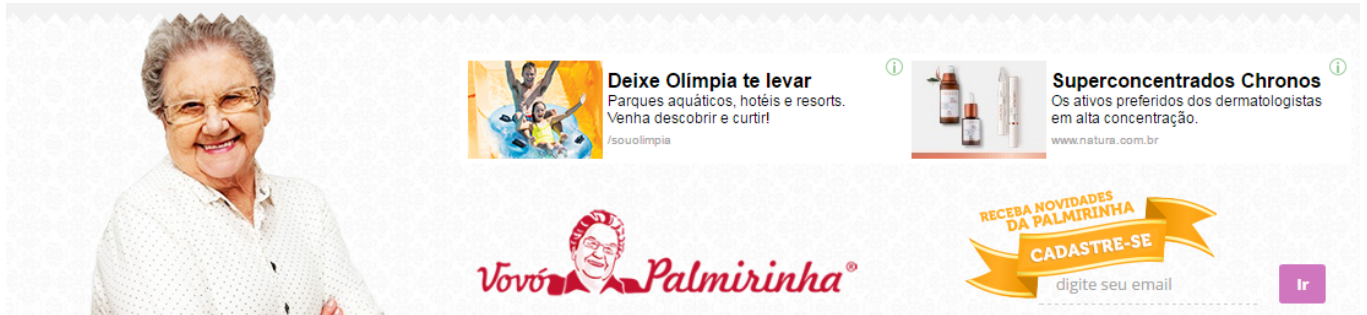 Deixe Olímpia te levar
Parques aquáticos, hotéis e resorts.
Venha descobrir e curtir!
/souolimpia
Superconcentrados Chronos
Os ativos preferidos dos dermatologistas
em alta concentração.
www.natura.com.br
Vovó Palmirinha®
RECEBA NOVIDADES
DA PALMIRINHA
CADASTRE-SE
digite seu email
Ir